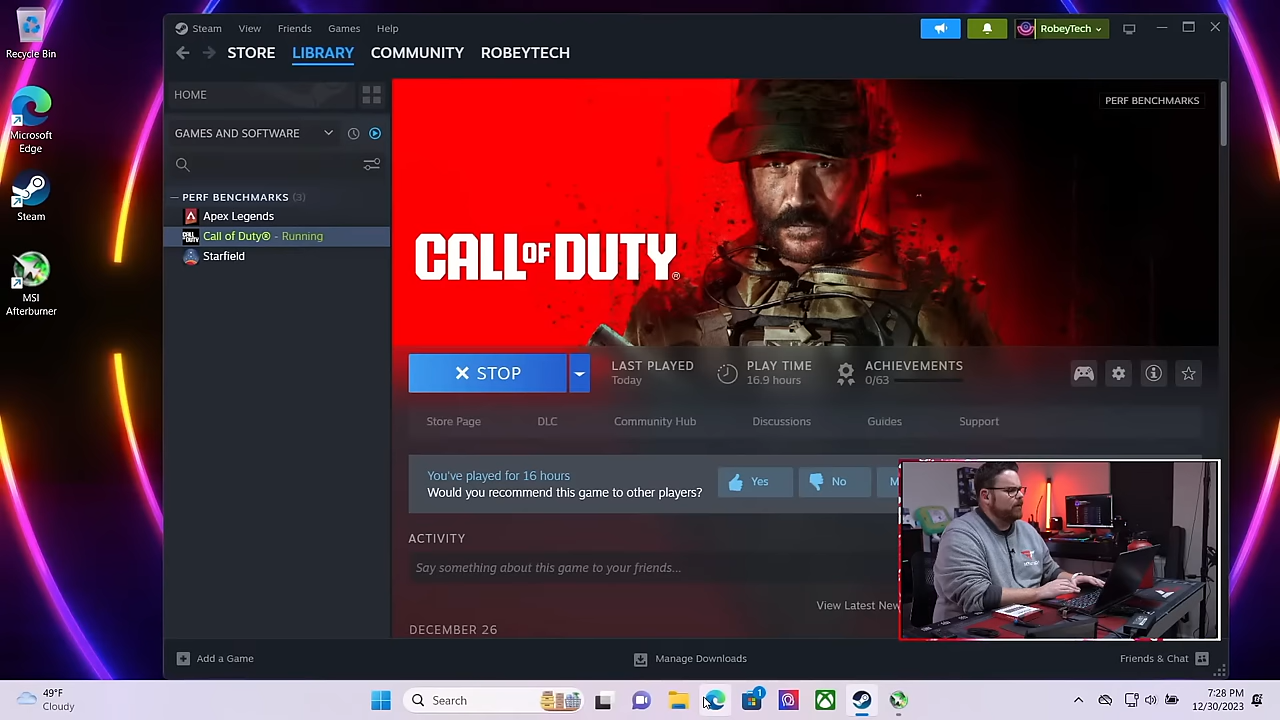 Recycle Bin
Microsoft
Edge
Steam
MSI
Afterburner
Steam View Friends Games Help
RobeyTech
STORE LIBRARY COMMUNITY ROBEYTECH
HOME
GAMES AND SOFTWARE
PERF BENCHMARKS (3)
Apex Legends
Call of Duty® - Running
Starfield
PERF BENCHMARKS
CALL OF DUTY®
STOP
LAST PLAYED
Today
PLAY TIME
16.9 hours
ACHIEVEMENTS
0/63
Store Page DLC Community Hub Discussions Guides Support
You've played for 16 hours
Would you recommend this game to other players?
Yes No M
ACTIVITY
Say something about this game to your friends...
View Latest New
DECEMBER 26
Add a Game
Manage Downloads
Friends & Chat
49°F
Cloudy
Search
1
7:28 PM
12/30/2023